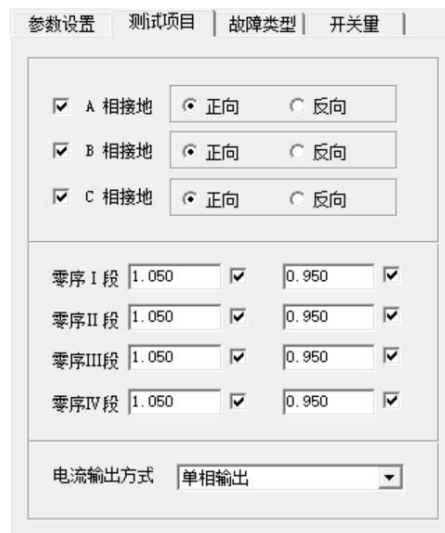 参数设置 测试项目 故障类型 开关量
A 相接地 正向 反向
B 相接地 正向 反向
C 相接地 正向 反向
零序 I 段 1.050 0.950
零序II 段 1.050 0.950
零序III段 1.050 0.950
零序IV 段 1.050 0.950
电流输出方式 单相输出